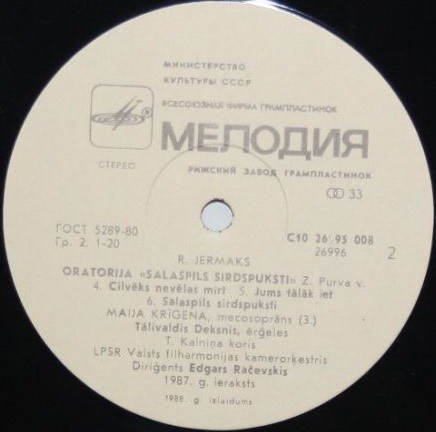 МИНИСТЕРСТВО
КУЛЬТУРЫ СССР
ВСЕСОЮЗНАЯ ФИРМА ГРАМПЛАСТИНОК
МЕЛОДИЯ
СТЕРЕО
РИЖСКИЙ ЗАВОД ГРАМПЛАСТИНОК
33
ГОСТ 5289-80
Гр. 2. 1-20
С10 26995 008
26996
2
R. JERMAKS
ORATORIJA «SALASPILS SIRDSPUKSTI» Z. Purva v.
4. Cilvēks nevēlas mirt 5. Jums tālāk iet
6. Salaspils sirdspuksti
MAIJA KRĪGENA, mecosoprāns (3.)
Tālivaldis Deksnis, ērģeles
T. Kalniņa koris
LPSR Valsts filharmonijas kamerorķestris
Diriģents Edgars Račevskis
1987. g. ieraksts
1988. g. izlaidums